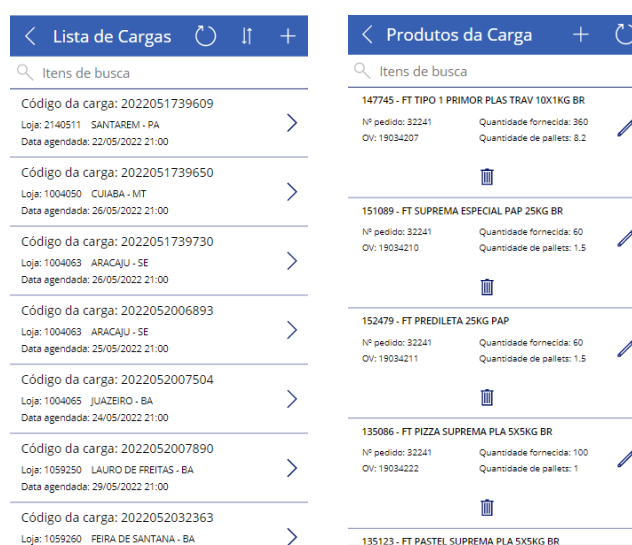 Lista de Cargas
Itens de busca
Código da carga: 2022051739609
Loja: 2140511 SANTAREM - PA
Data agendada: 22/05/2022 21:00
Código da carga: 2022051739650
Loja: 1004050 CUIABA - MT
Data agendada: 26/05/2022 21:00
Código da carga: 2022051739730
Loja: 1004063 ARACAJU - SE
Data agendada: 26/05/2022 21:00
Código da carga: 2022052006893
Loja: 1004063 ARACAJU - SE
Data agendada: 25/05/2022 21:00
Código da carga: 2022052007504
Loja: 1004065 JUAZEIRO - BA
Data agendada: 24/05/2022 21:00
Código da carga: 2022052007890
Loja: 1059250 LAURO DE FREITAS - BA
Data agendada: 29/05/2022 21:00
Código da carga: 2022052032363
Loja: 1059260 FEIRA DE SANTANA - BA
Produtos da Carga
Itens de busca
147745 - FT TIPO 1 PRIMOR PLAS TRAV 10X1KG BR
Nº pedido: 32241 Quantidade fornecida: 360
OV: 19034207 Quantidade de pallets: 8.2
151089 - FT SUPREMA ESPECIAL PAP 25KG BR
Nº pedido: 32241 Quantidade fornecida: 60
OV: 19034210 Quantidade de pallets: 1.5
152479 - FT PREDILETA 25KG PAP
Nº pedido: 32241 Quantidade fornecida: 60
OV: 19034211 Quantidade de pallets: 1.5
135086 - FT PIZZA SUPREMA PLA 5X5KG BR
Nº pedido: 32241 Quantidade fornecida: 100
OV: 19034222 Quantidade de pallets: 1
135123 - FT PASTEL SUPREMA PLA 5X5KG BR